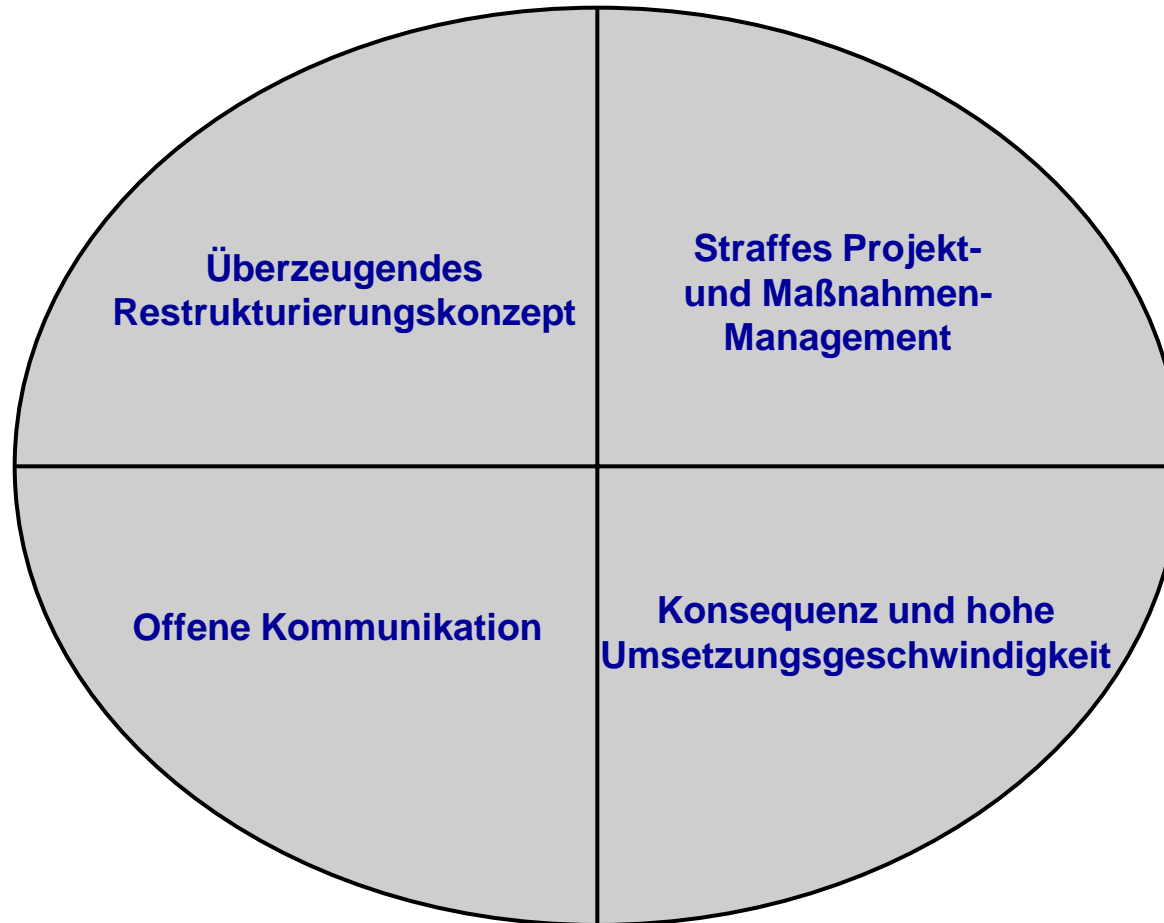 Überzeugendes
Restrukturierungskonzept
Straffes Projekt-
und Maßnahmen-
Management
Offene Kommunikation
Konsequenz und hohe
Umsetzungsgeschwindigkeit